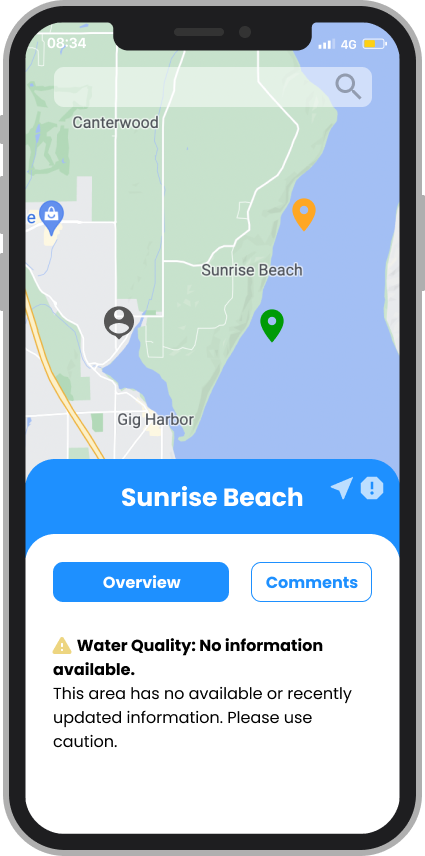 08:34
4G
Canterwood
e
Sunrise Beach
Gig Harbor
Sunrise Beach
Overview
Comments
Water Quality: No information
available.
This area has no available or recently
updated information. Please use
caution.